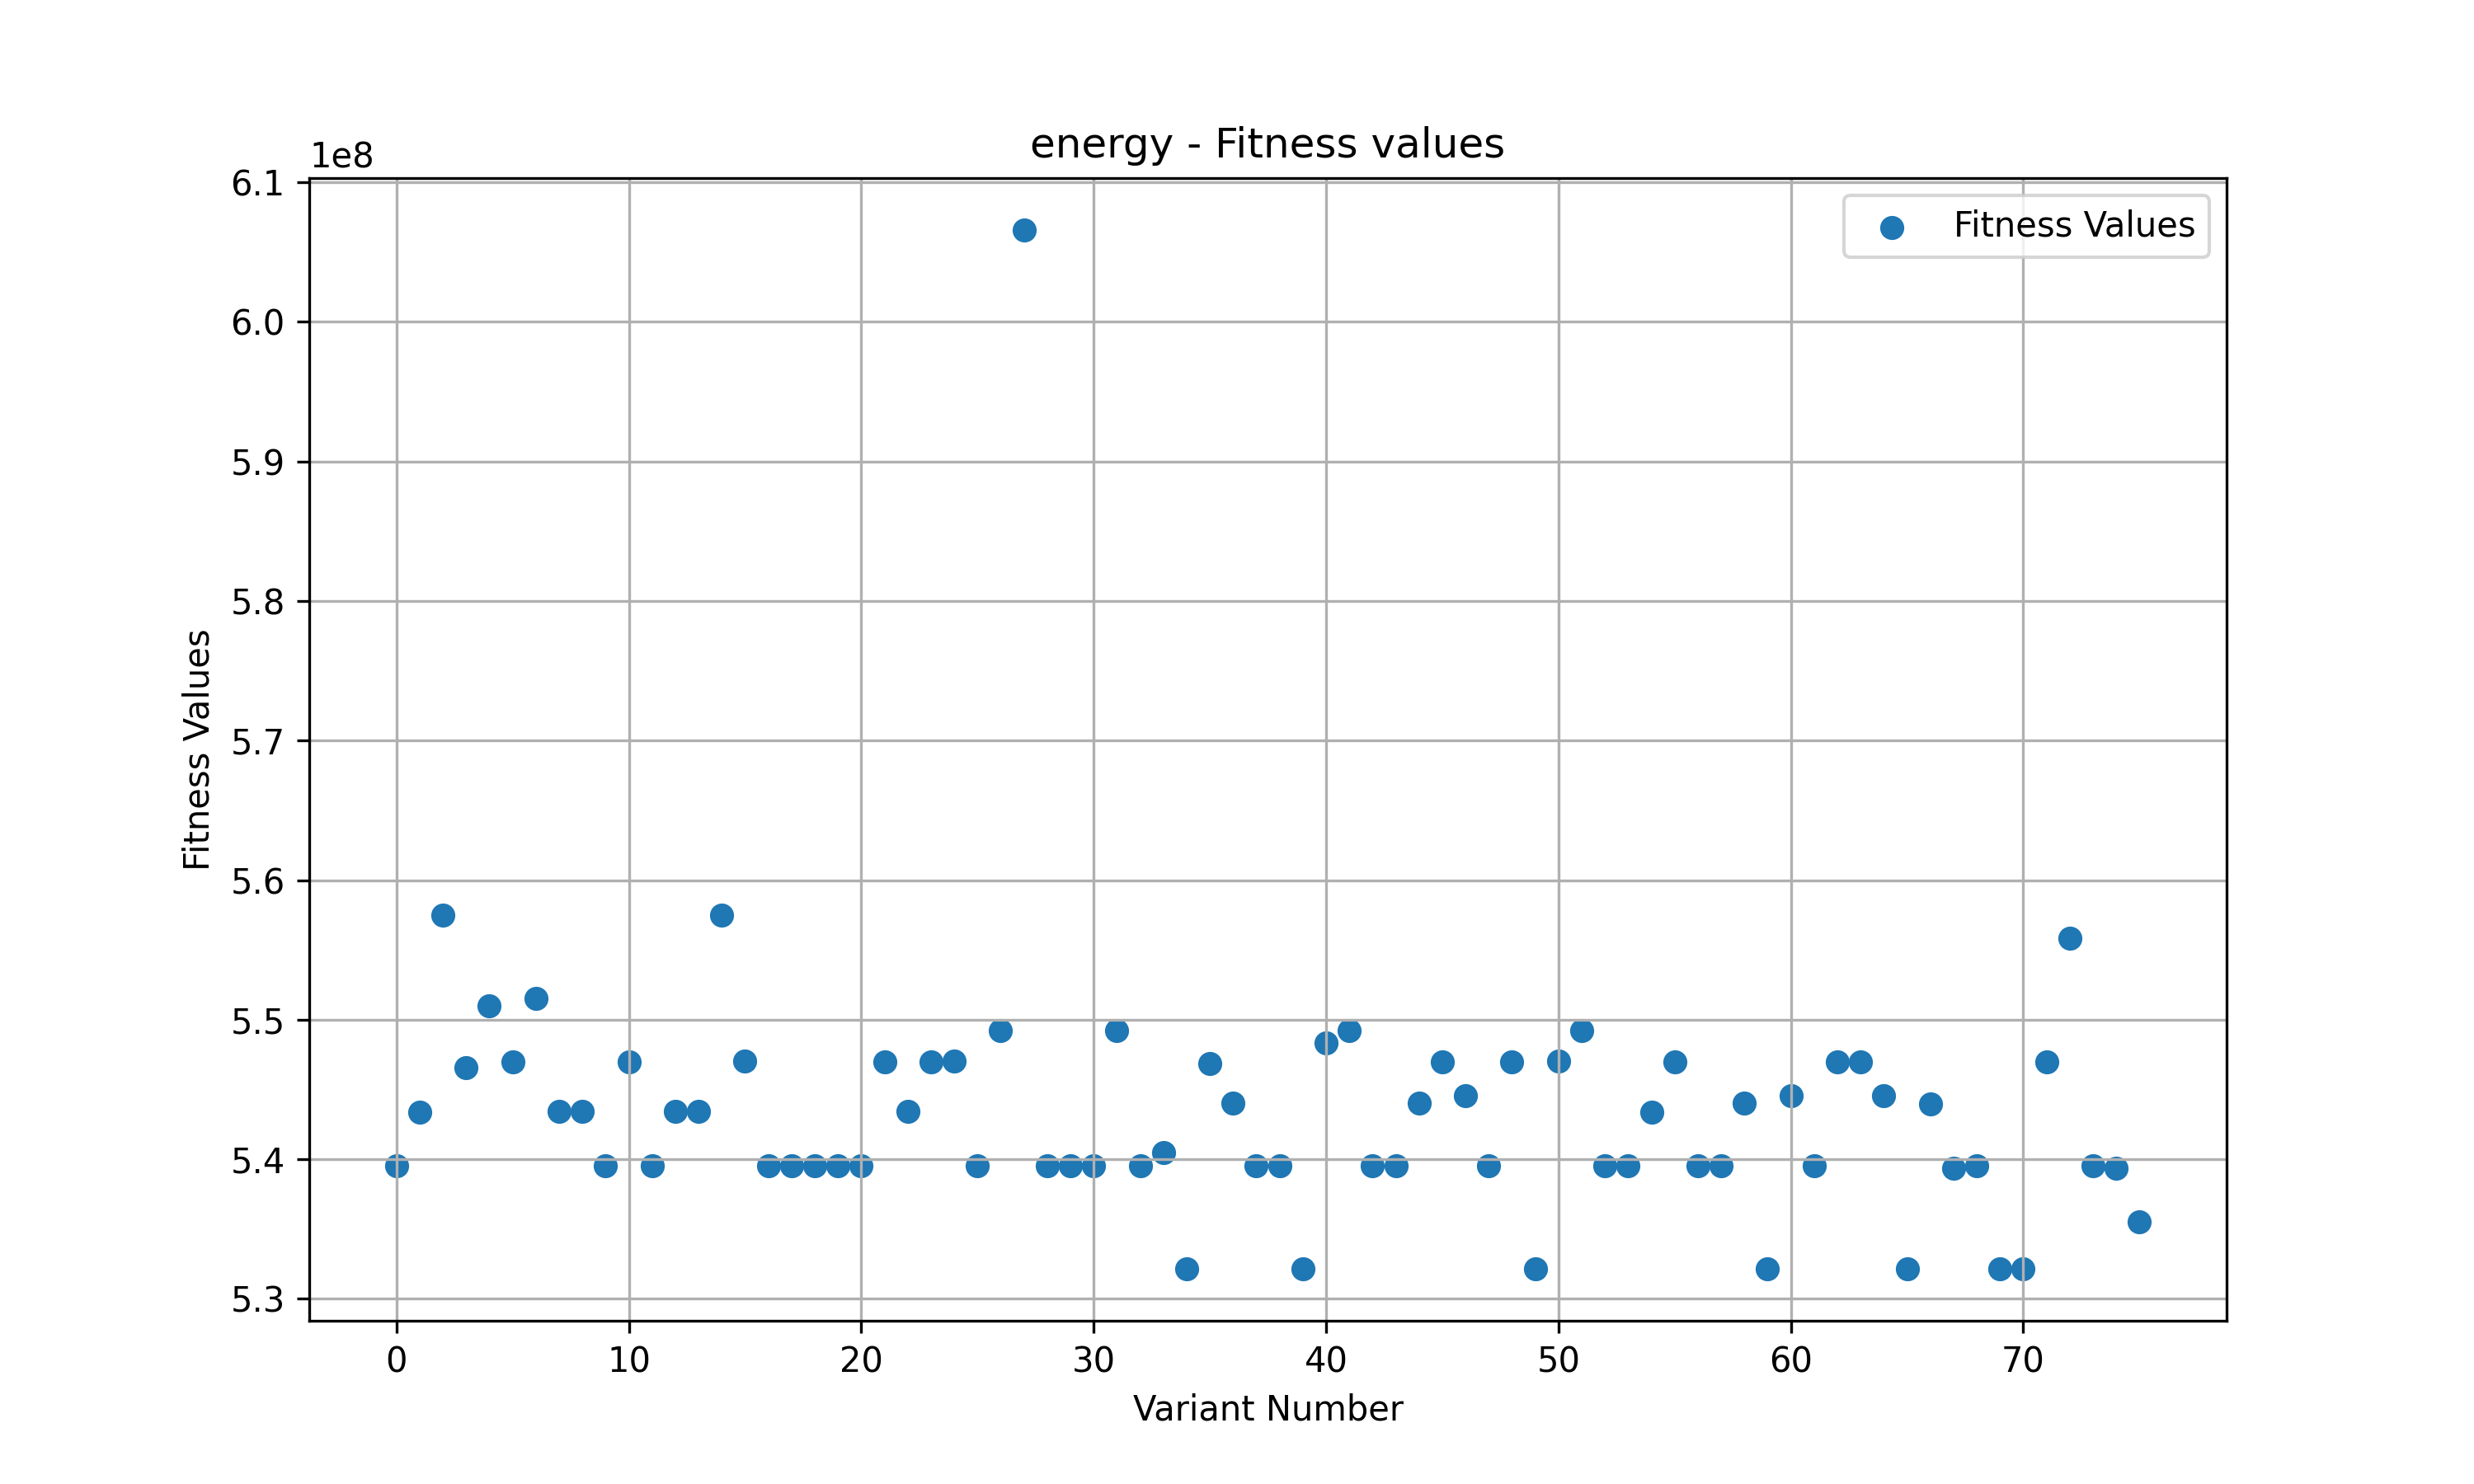 energy - Fitness values
1e8
6.1
6.0
5.9
5.8
5.7
5.6
5.5
5.4
5.3
Fitness Values
Fitness Values
0 10 20 30 40 50 60 70
Variant Number